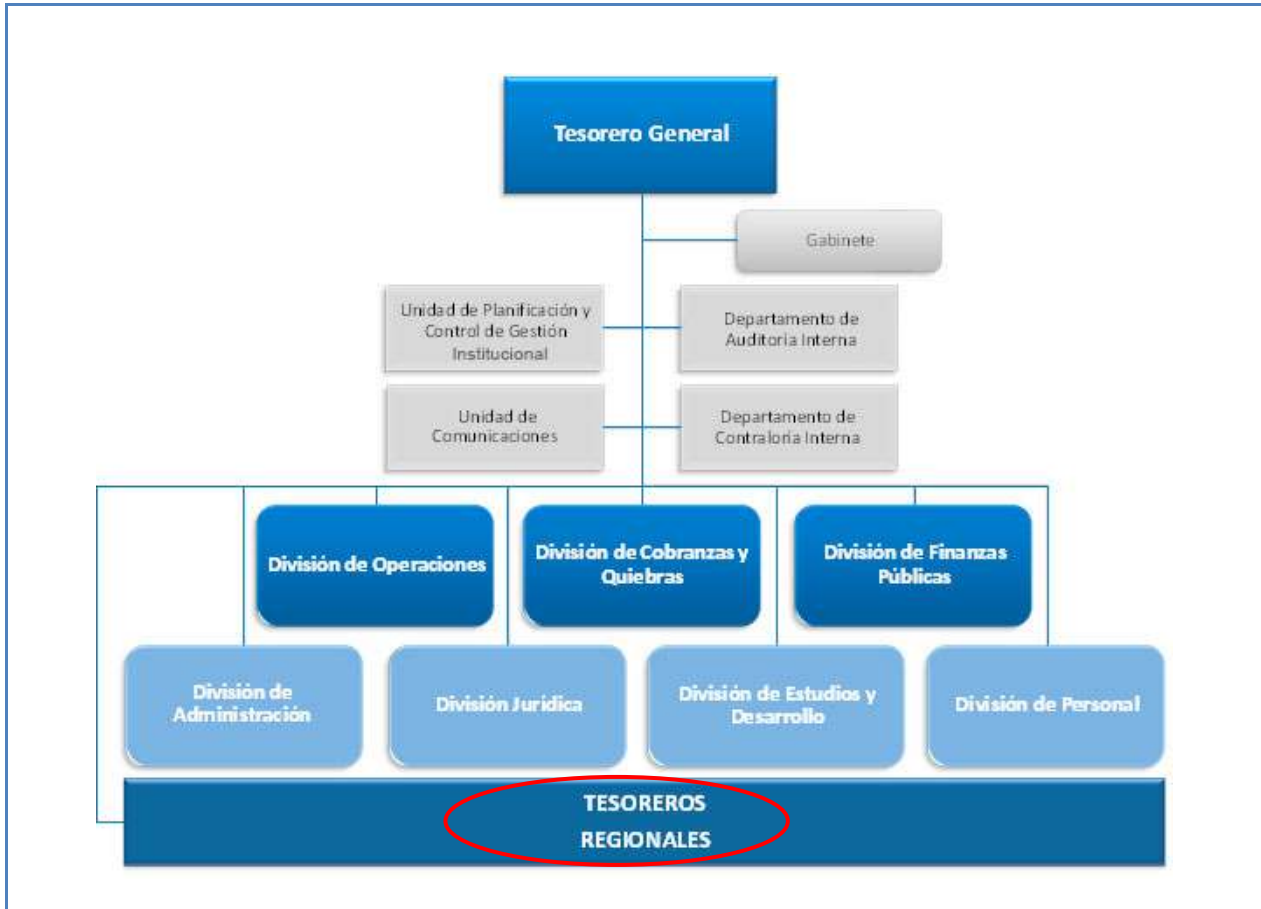 Tesorero General
Gabinete
Unidad de Planificación y
Control de Gestión
Institucional
Departamento de
Auditoria Interna
Unidad de
Comunicaciones
Departamento de
Contraloria Interna
División de Operaciones
División de Cobranzas y
Quiebras
División de Finanzas
Públicas
División de
Administración
División Jurídica
División de Estudios y
Desarrollo
División de Personal
TESOREROS
REGIONALES